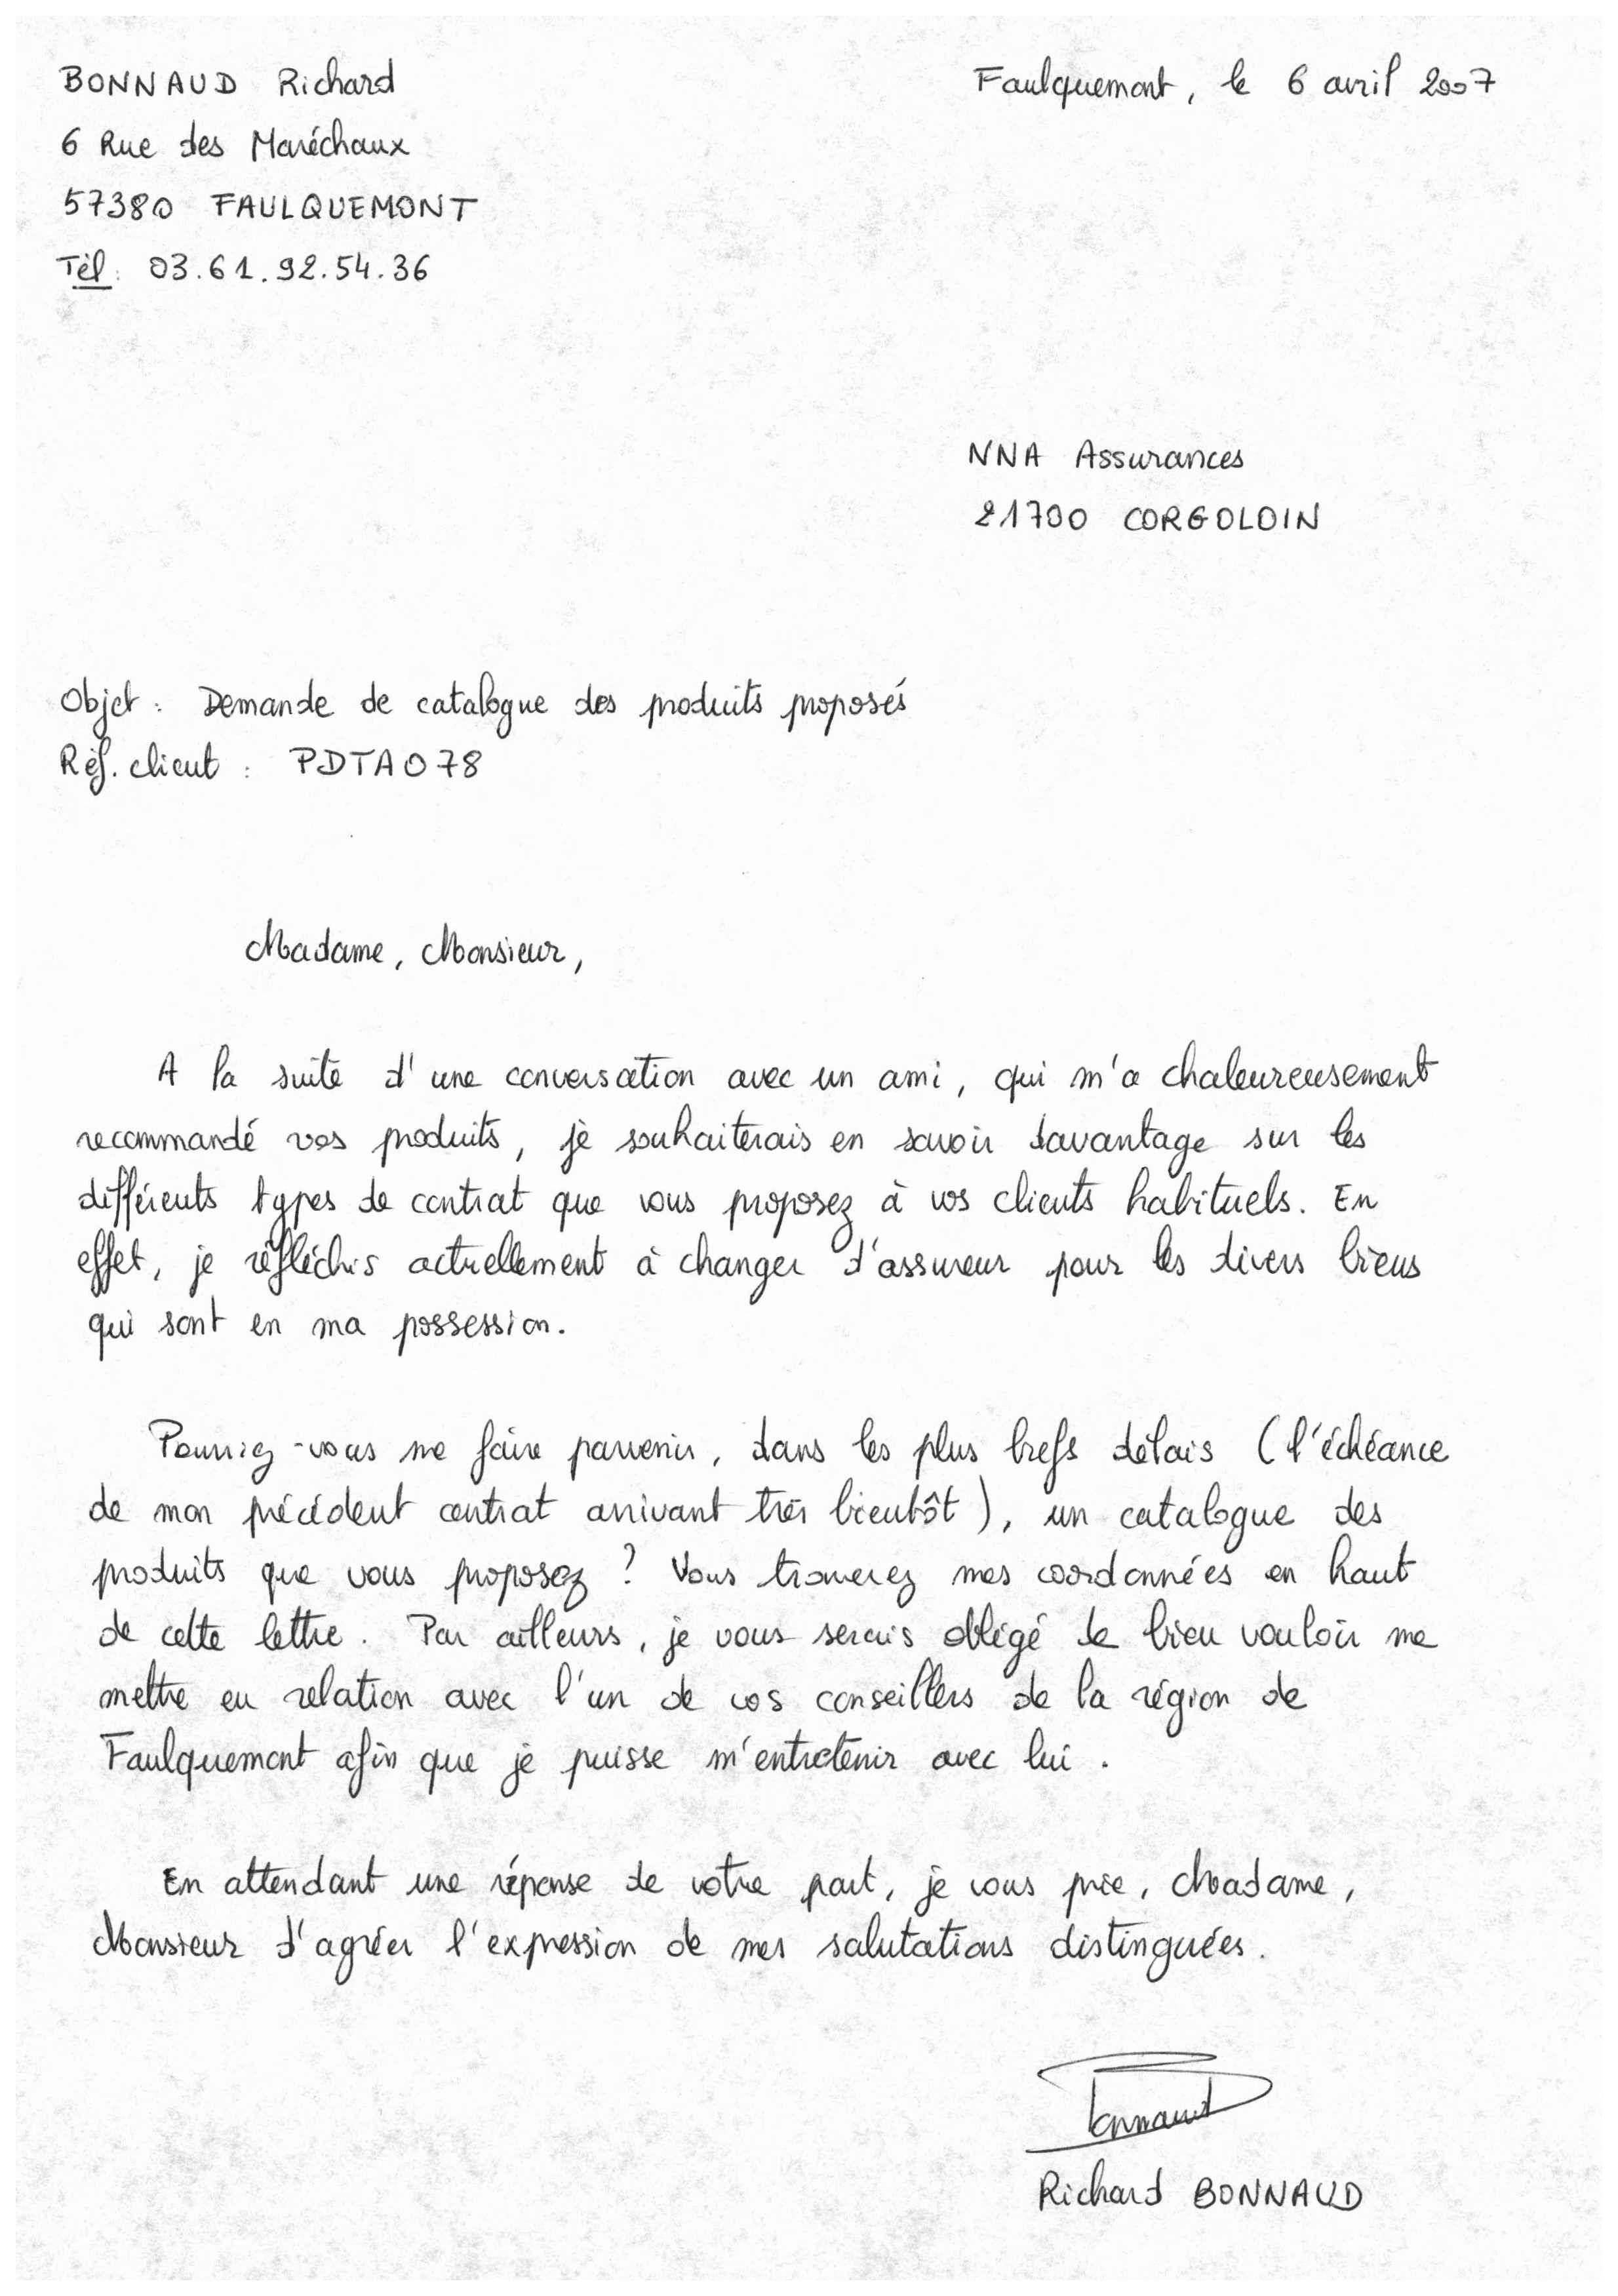 BONNAUD Richard
Faulquemont, le 6 avril 2007
6 Rue des Maréchaux
57380 FAULQUEMONT
Tél : 03.61.92.54.36
NNA Assurances
21700 CORGOLOIN
Objet : Demande de catalogue des produits proposés
Réf. client : PDTA078
Madame, Monsieur,
A la suite d'une conversation avec un ami, qui m'a chaleureusement
recommandé vos produits, je souhaiterais en savoir davantage sur les
différents types de contrat que vous proposez à vos clients habituels. En
effet, je réfléchis actuellement à changer d'assureur pour les divers biens
qui sont en ma possession.
Pourriez-vous me faire parvenir, dans les plus brefs délais (l'échéance
de mon précédent contrat arrivant très bientôt), un catalogue des
produits que vous proposez ? Vous trouverez mes coordonnées en haut
de cette lettre. Par ailleurs, je vous serais obligé de bien vouloir me
mettre en relation avec l'un de vos conseillers de la région de
Faulquemont afin que je puisse m'entretenir avec lui.
En attendant une réponse de votre part, je vous prie, Madame,
Monsieur d'agréer l'expression de mes salutations distinguées.
Bonnaud
Richard BONNAUD